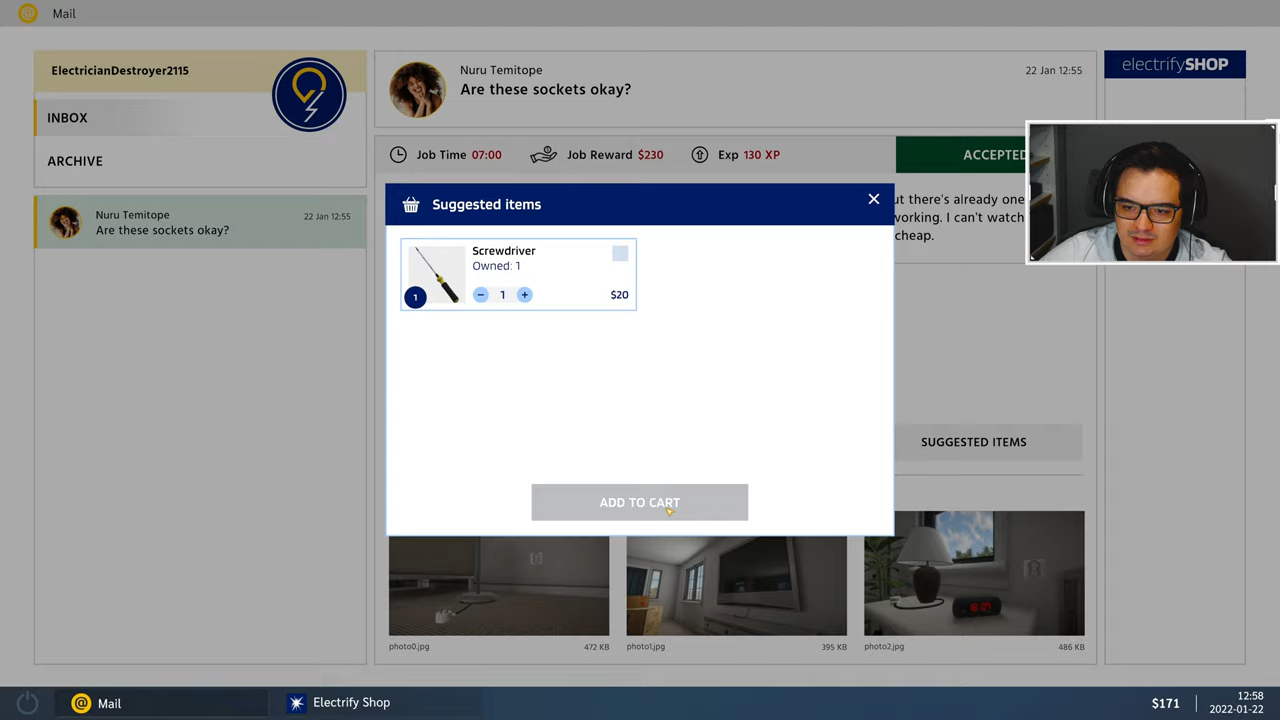 Mail
ElectricianDestroyer2115
INBOX
ARCHIVE
Nuru Temitope
22 Jan 12:55
Are these sockets okay?
Nuru Temitope
22 Jan 12:55
Are these sockets okay?
electrifySHOP
Job Time 07:00
Job Reward $230
Exp 130 XP
ACCEPTED
ut there's already one
working. I can't watch
cheap.
Suggested items
Screwdriver
Owned: 1
1
1
$20
ADD TO CART
SUGGESTED ITEMS
18:07
photo0.jpg
472 KB
photo1.jpg
395 KB
photo2.jpg
486 KB
Mail
Electrify Shop
$171
12:58
2022-01-22